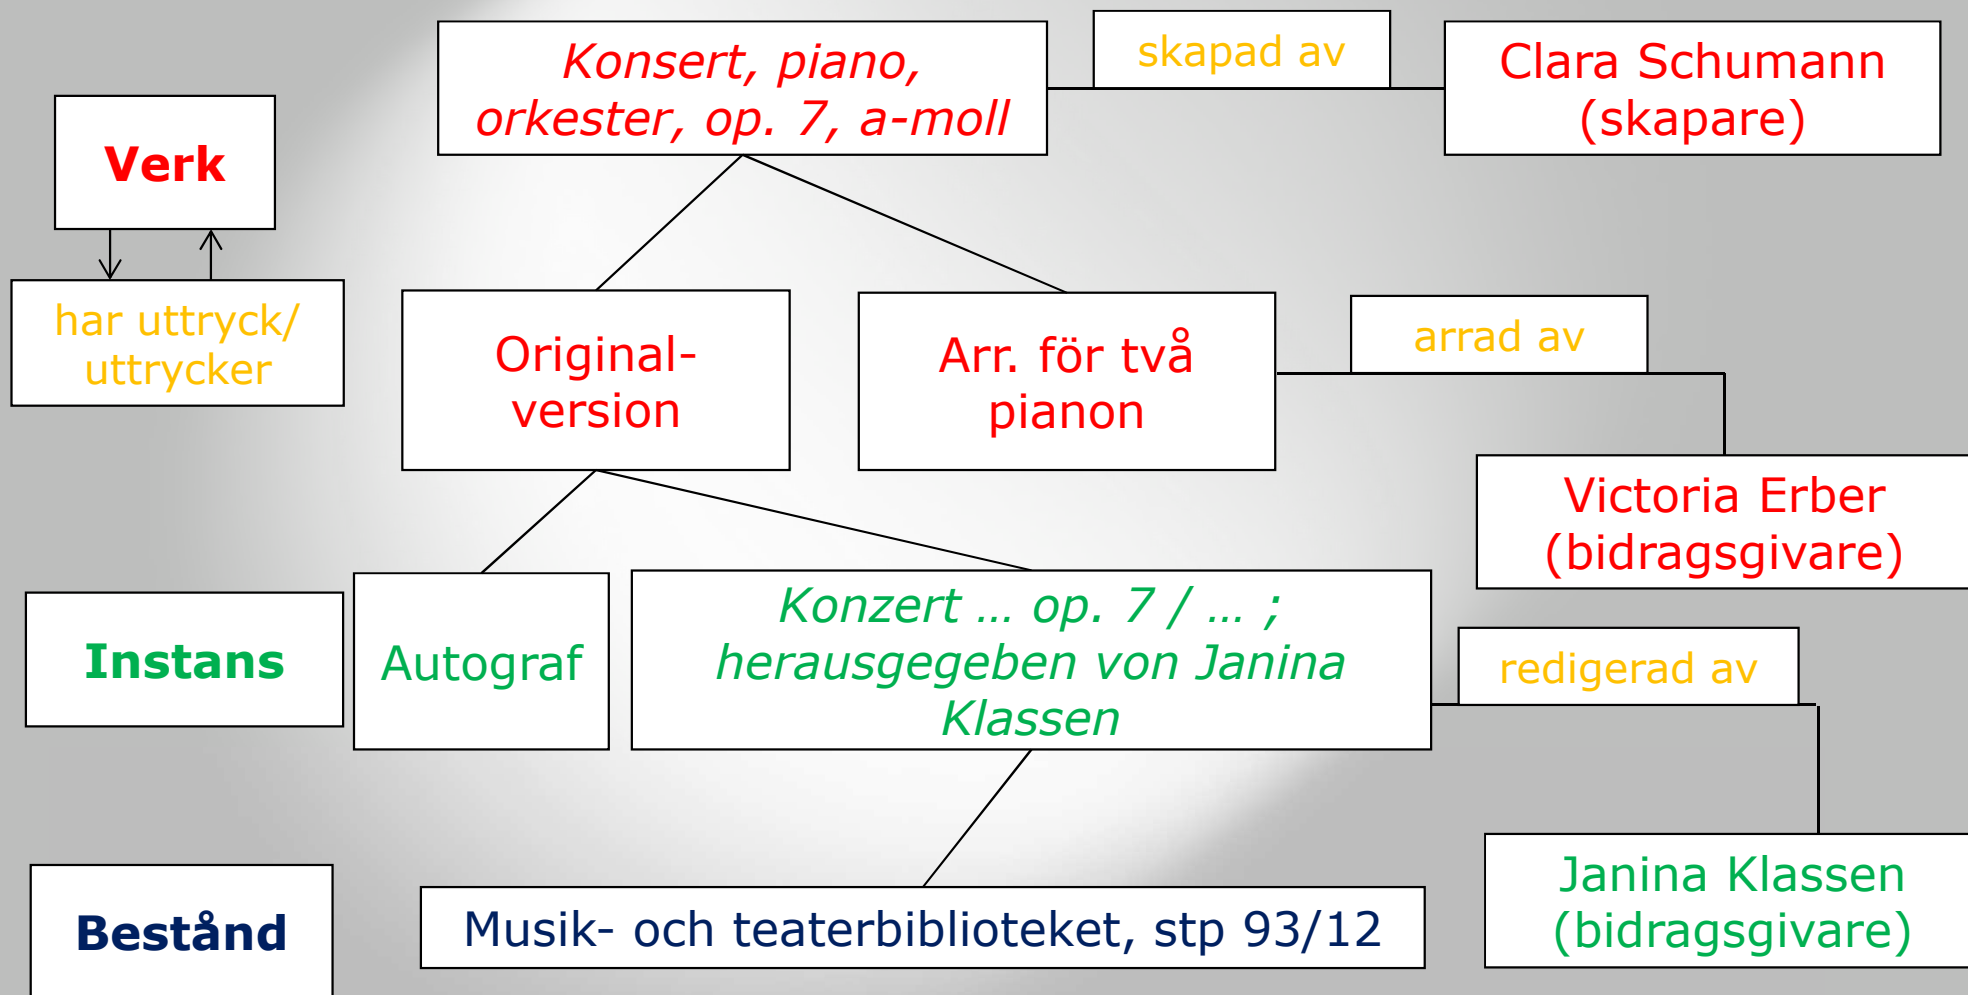 Konsert, piano,
orkester, op. 7, a-moll
skapad av
Clara Schumann
(skapare)
Verk
har uttryck/
uttrycker
Original-
version
Arr. för två
pianon
arrad av
Victoria Erber
(bidragsgivare)
Instans
Autograf
Konzert … op. 7 / … ;
herausgegeben von Janina
Klassen
redigerad av
Janina Klassen
(bidragsgivare)
Bestånd
Musik- och teaterbiblioteket, stp 93/12